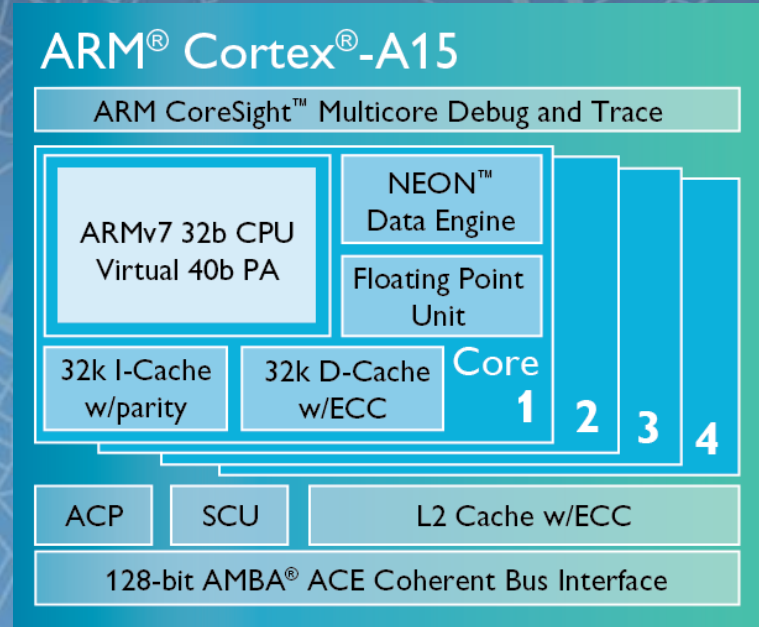 ARM® Cortex®-A15
ARM CoreSight™ Multicore Debug and Trace
ARMv7 32b CPU
Virtual 40b PA
NEON™
Data Engine
Floating Point
Unit
32k I-Cache
w/parity
32k D-Cache
w/ECC
Core
1
2
3
4
ACP
SCU
L2 Cache w/ECC
128-bit AMBA® ACE Coherent Bus Interface